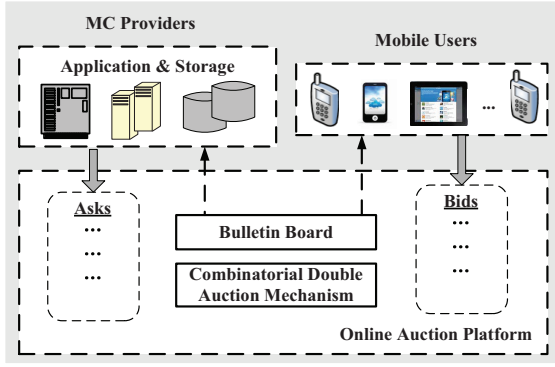 MC Providers
Mobile Users
Application & Storage
...
Asks
...
...
...
Bulletin Board
Combinatorial Double
Auction Mechanism
Bids
...
...
...
Online Auction Platform